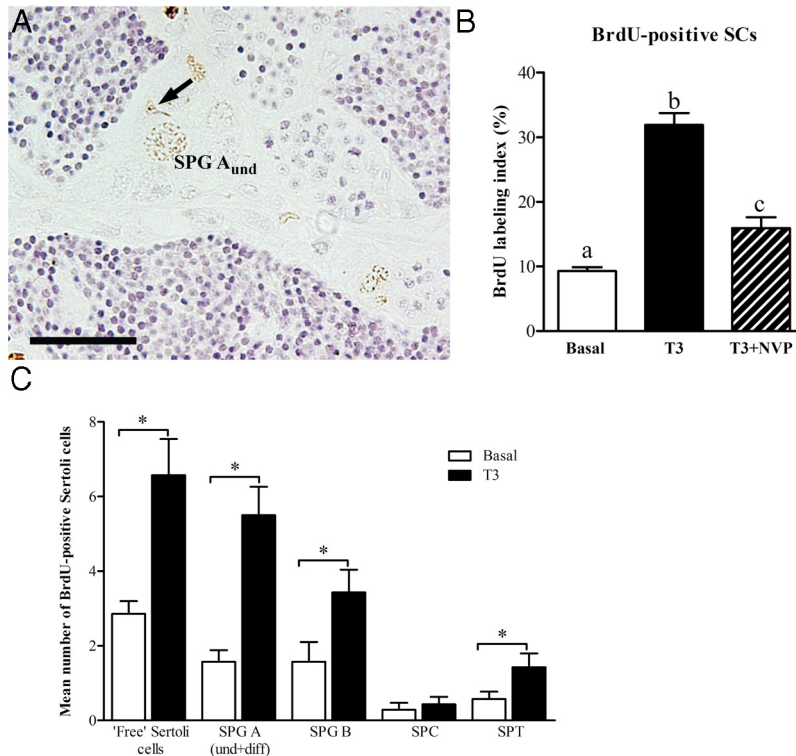 A
SPG Aund
B
BrdU-positive SCs
BrdU labeling index (%)
40
30
20
10
0
a
b
c
Basal
T3
T3+NVP
C
Mean number of BrdU-positive Sertoli cells
8
6
4
2
0
*
*
*
*
Basal
T3
'Free' Sertoli
cells
SPG A
(und+diff)
SPG B
SPC
SPT